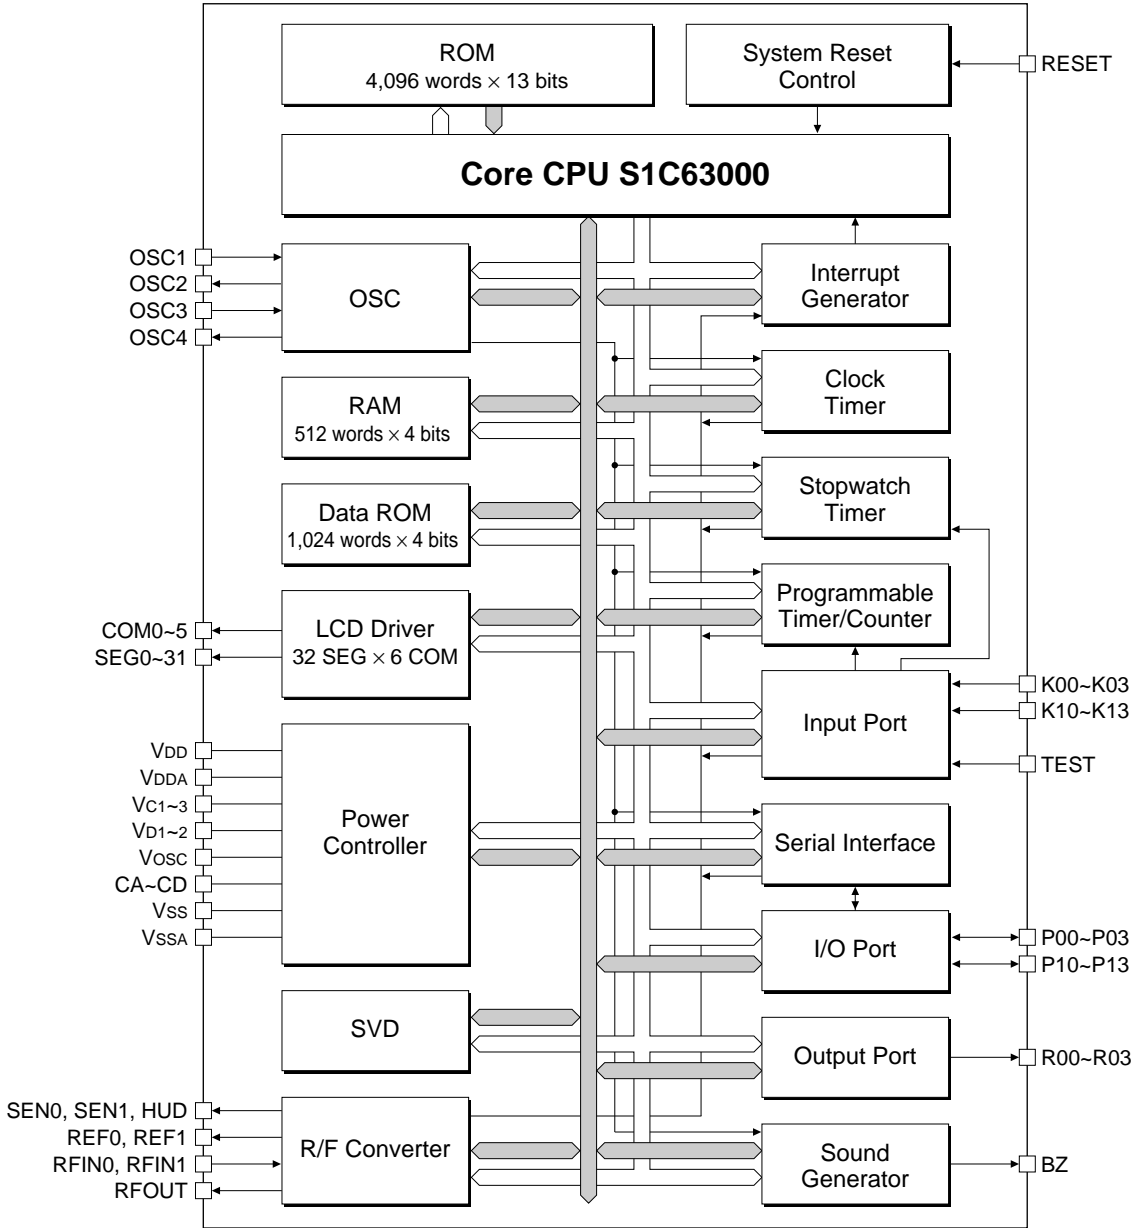 ROM
4,096 words × 13 bits
System Reset
Control
RESET
Core CPU S1C63000
OSC1
OSC2
OSC3
OSC4
OSC
Interrupt
Generator
RAM
512 words × 4 bits
Clock
Timer
Data ROM
1,024 words × 4 bits
Stopwatch
Timer
Programmable
Timer/Counter
COM0~5
SEG0~31
LCD Driver
32 SEG × 6 COM
Input Port
K00~K03
K10~K13
TEST
VDD
VDDA
VC1~3
VD1~2
VOSC
CA~CD
VSS
VSSA
Power
Controller
Serial Interface
I/O Port
P00~P03
P10~P13
SVD
Output Port
R00~R03
SEN0, SEN1, HUD
REF0, REF1
RFIN0, RFIN1
RFOUT
R/F Converter
Sound
Generator
BZ